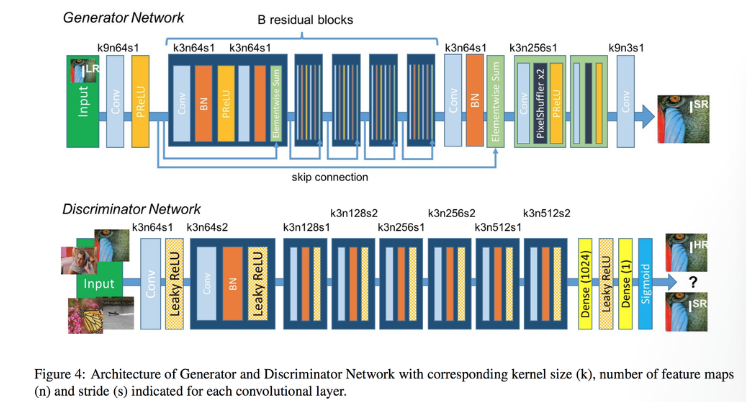 Generator Network
B residual blocks
k9n64s1 k3n64s1 k3n64s1 k3n64s1 k3n256s1 k9n3s1
I LR
Input
Conv
PReLU
Conv
BN
PReLU
Elementwise Sum
Conv
BN
Elementwise Sum
Conv
PixelShuffler x2
PReLU
Conv
I SR
skip connection
Discriminator Network
k3n128s2 k3n256s2 k3n512s2
k3n64s1 k3n64s2 k3n128s1 k3n256s1 k3n512s1
Input
Conv
Leaky ReLU
Conv
BN
Leaky ReLU
Dense (1024)
Leaky ReLU
Dense (1)
Sigmoid
I HR
?
I SR
Figure 4: Architecture of Generator and Discriminator Network with corresponding kernel size (k), number of feature maps
(n) and stride (s) indicated for each convolutional layer.